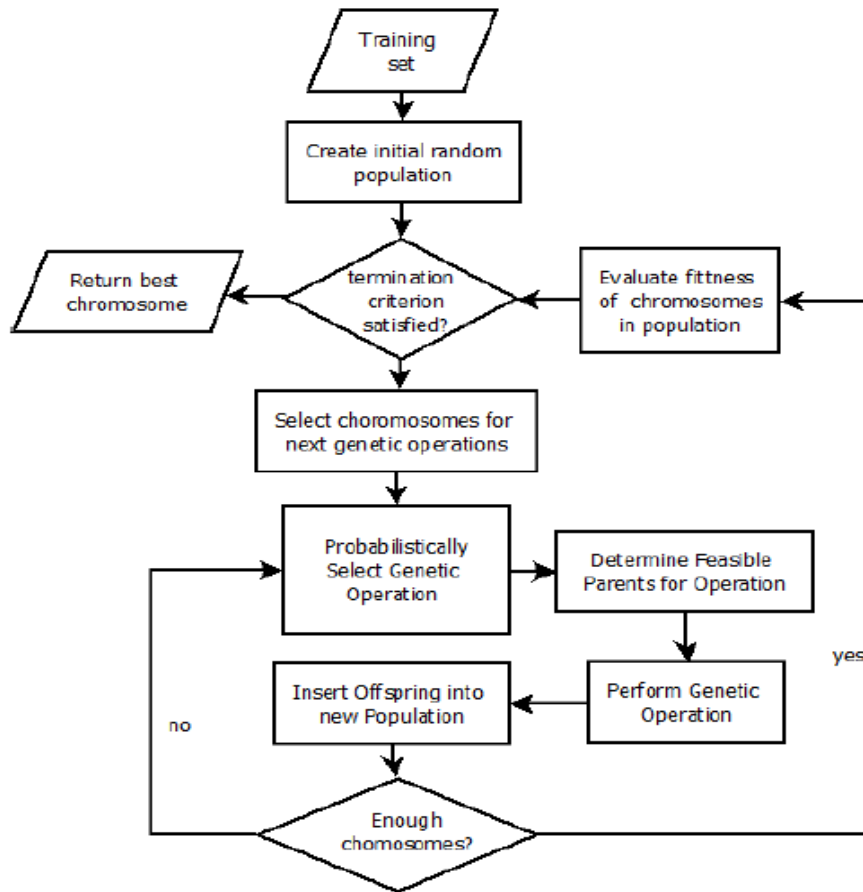 Training
set
Create initial random
population
termination
criterion
satisfied?
Return best
chromosome
Evaluate fittness
of chromosomes
in population
Select choromosomes for
next genetic operations
Probabilistically
Select Genetic
Operation
Determine Feasible
Parents for Operation
yes
Insert Offspring into
new Population
Perform Genetic
Operation
no
Enough
chomosomes?